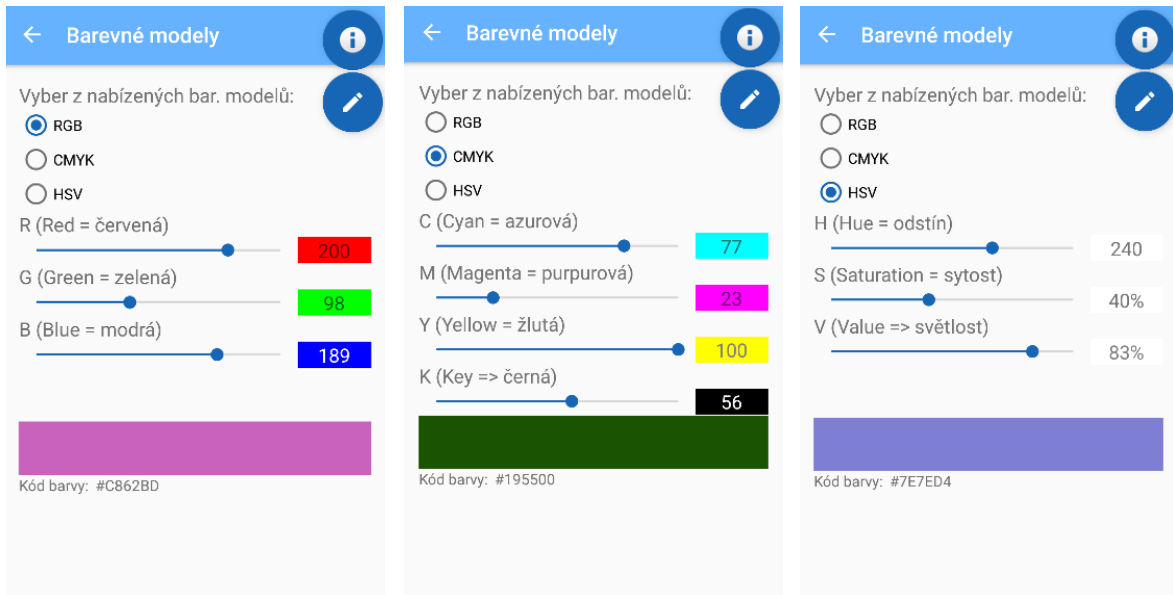 Barevné modely
Vyber z nabízených bar. modelů:
RGB
CMYK
HSV
R (Red = červená)
200
G (Green = zelená)
98
B (Blue = modrá)
189
Kód barvy: #C862BD
Barevné modely
Vyber z nabízených bar. modelů:
RGB
CMYK
HSV
C (Cyan = azurová)
77
M (Magenta = purpurová)
23
Y (Yellow = žlutá)
100
K (Key => černá)
56
Kód barvy: #195500
Barevné modely
Vyber z nabízených bar. modelů:
RGB
CMYK
HSV
H (Hue = odstín)
240
S (Saturation = sytost)
40%
V (Value => světlost)
83%
Kód barvy: #7E7ED4